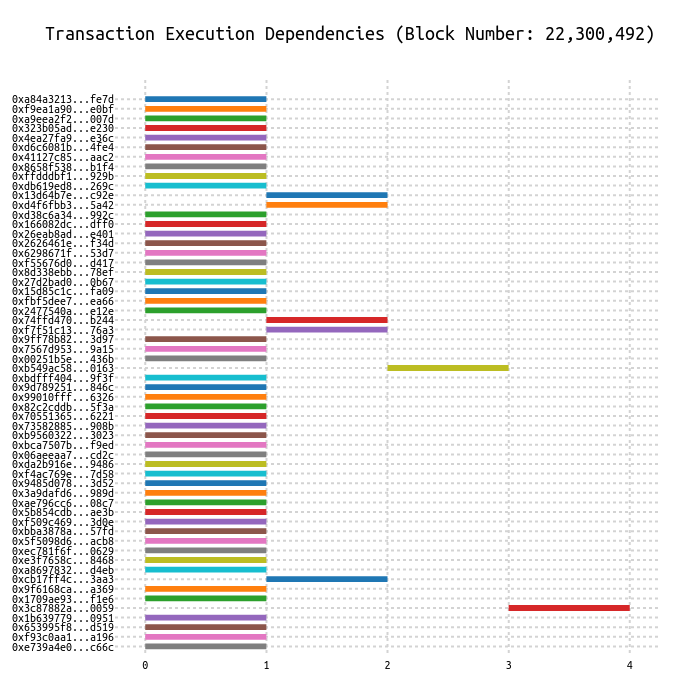 Transaction Execution Dependencies (Block Number: 22,300,492)
0xa84a3213...fe7d
0xf9ea1a90...e0bf
0xa9eea2f2...007d
0x323b05ad...e230
0x4ea27fa9...e36c
0xd6c6081b...4fe4
0x41127c85...aac2
0x8658f538...b1f4
0xffdddbf1...929b
0xdb619ed8...269c
0x13d64b7e...c92e
0xd4f6fbb3...5a42
0xd38c6a34...992c
0x166082dc...dff0
0x26eab8ad...e401
0x2626461e...f34d
0x6298671f...53d7
0xf55676d0...d417
0x8d338ebb...78ef
0x27d2bad0...0b67
0x15d85c1c...fa09
0xfbf5dee7...ea66
0x2477540a...e12e
0x74ffd470...b244
0xf7f51c13...76a3
0x9ff78b82...3d97
0x7567d953...9a15
0x00251b5e...436b
0xb549ac58...0163
0xbdfff404...9f3f
0x9d789251...846c
0x99010fff...6326
0x82c2cddb...5f3a
0x70551365...6221
0x73582885...908b
0xb9560322...3023
0xbca7507b...f9ed
0x06aeeaa7...cd2c
0xda2b916e...9486
0xf4ac769e...7d58
0x9485d078...3d52
0x3a9dafd6...989d
0xae796cc6...08c7
0x5b854cdb...ae3b
0xf509c469...3d0e
0xbba3878a...57fd
0x5f5098d6...acb8
0xec781f6f...0629
0xe3f7658c...8468
0xa8697832...d4eb
0xcb17ff4c...3aa3
0x9f6168ca...a369
0x1709ae93...f1e6
0x3c87882a...0059
0x1b639779...0951
0x653995f8...d519
0xf93c0aa1...a196
0xe739a4e0...c66c
0 1 2 3 4